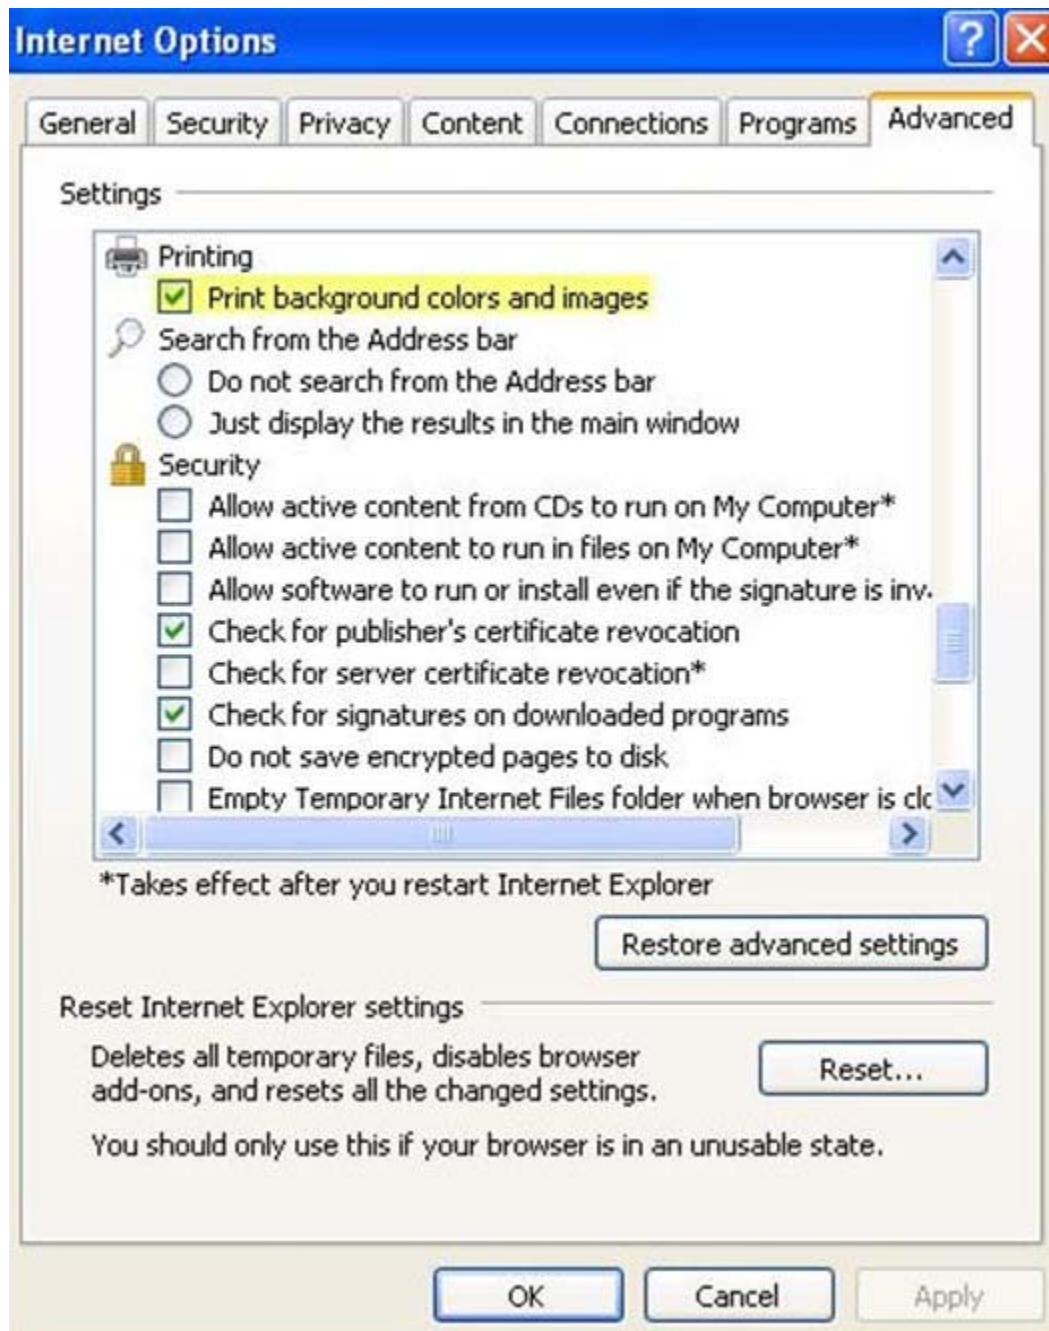 Internet Options
General Security Privacy Content Connections Programs Advanced
Settings
Printing
Print background colors and images
Search from the Address bar
Do not search from the Address bar
Just display the results in the main window
Security
Allow active content from CDs to run on My Computer*
Allow active content to run in files on My Computer*
Allow software to run or install even if the signature is inv
Check for publisher's certificate revocation
Check for server certificate revocation*
Check for signatures on downloaded programs
Do not save encrypted pages to disk
Empty Temporary Internet Files folder when browser is clo
*Takes effect after you restart Internet Explorer
Restore advanced settings
Reset Internet Explorer settings
Deletes all temporary files, disables browser
add-ons, and resets all the changed settings.
Reset...
You should only use this if your browser is in an unusable state.
OK Cancel Apply